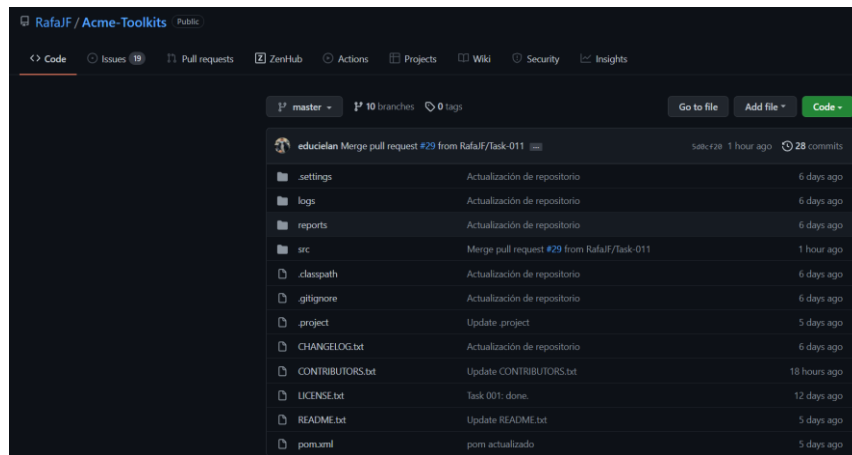 RafaJF / Acme-Toolkits Public
<> Code Issues 19 Pull requests Z ZenHub Actions Projects Wiki Security Insights
master 10 branches 0 tags Go to file Add file Code
educielan Merge pull request #29 from RafaJF/Task-011 ... 5d0cf20 1 hour ago 28 commits
.settings Actualización de repositorio 6 days ago
logs Actualización de repositorio 6 days ago
reports Actualización de repositorio 6 days ago
src Merge pull request #29 from RafaJF/Task-011 1 hour ago
.classpath Actualización de repositorio 6 days ago
.gitignore Actualización de repositorio 6 days ago
.project Update .project 5 days ago
CHANGELOG.txt Actualización de repositorio 6 days ago
CONTRIBUTORS.txt Update CONTRIBUTORS.txt 18 hours ago
LICENSE.txt Task 001: done. 12 days ago
README.txt Update README.txt 5 days ago
pom.xml pom actualizado 5 days ago